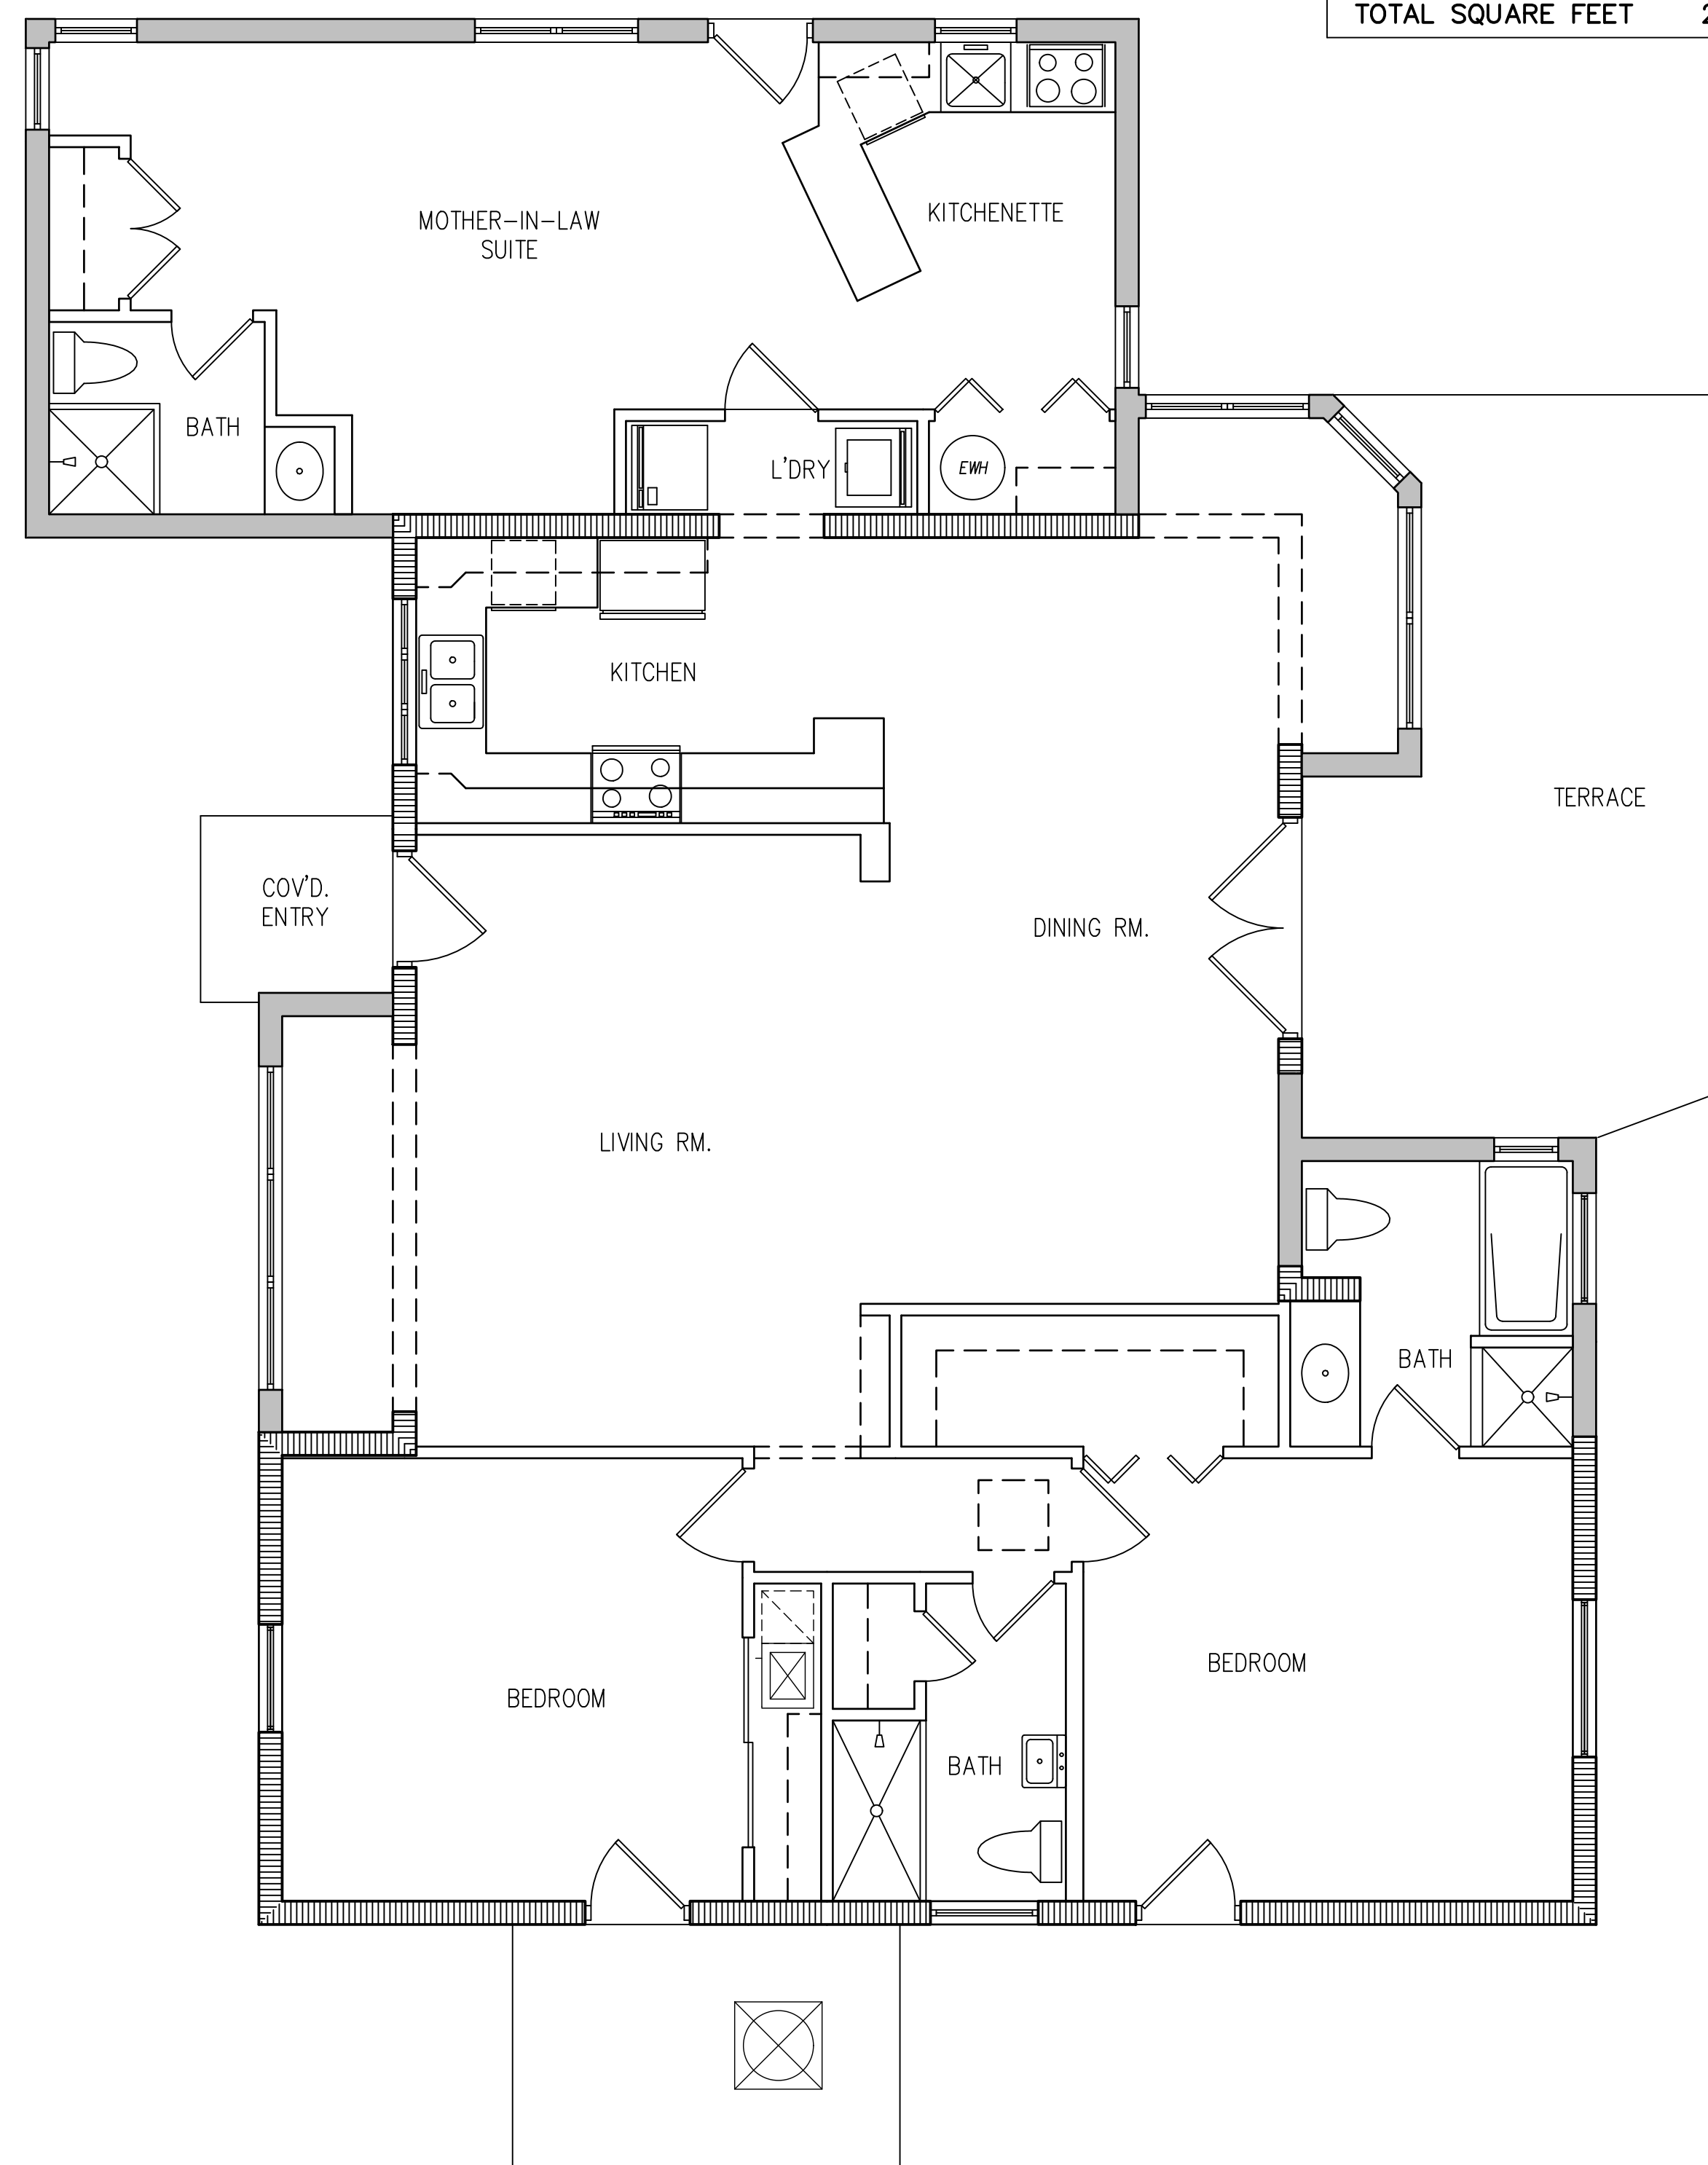 TOTAL SQUARE FEET
MOTHER-IN-LAW
SUITE
KITCHENETTE
BATH
L'DRY
EWH
KITCHEN
TERRACE
COV'D.
ENTRY
DINING RM.
LIVING RM.
BATH
BEDROOM
BEDROOM
BATH